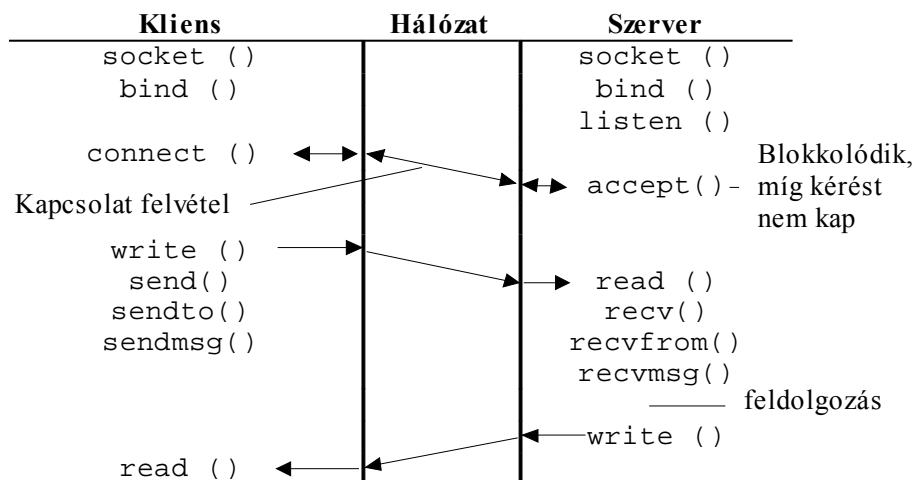 Kliens Hálózat Szerver
socket () socket ()
bind () bind ()
listen ()
connect () Blokkolódik,
accept() míg kérést
Kapcsolat felvétel nem kap
write ()
send() read ()
sendto() recv()
sendmsg() recvfrom()
recvmsg()
feldolgozás
write ()
read ()